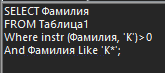 SELECT Фамилия
FROM Таблица1
Where instr (Фамилия, 'К')>0
And Фамилия Like 'К*';